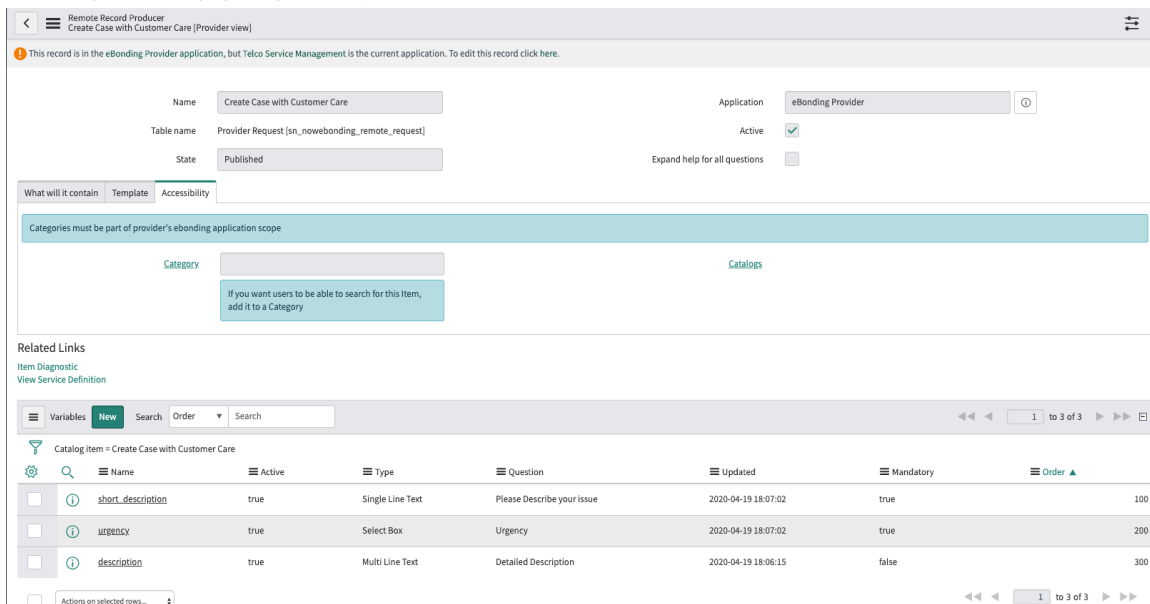 Remote Record Producer
Create Case with Customer Care [Provider view]
This record is in the eBonding Provider application, but Telco Service Management is the current application. To edit this record click here.
Name Create Case with Customer Care Application eBonding Provider
Table name Provider Request [sn_nowebonding_remote_request] Active
State Published Expand help for all questions
What will it contain Template Accessibility
Categories must be part of provider's ebonding application scope
Category Catalogs
If you want users to be able to search for this Item,
add it to a Category
Related Links
Item Diagnostic
View Service Definition
Variables New Search Order Search 1 to 3 of 3
Catalog item = Create Case with Customer Care
Name Active Type Question Updated Mandatory Order
short_description true Single Line Text Please Describe your issue 2020-04-19 18:07:02 true 100
urgency true Select Box Urgency 2020-04-19 18:07:02 true 200
description true Multi Line Text Detailed Description 2020-04-19 18:06:15 false 300
Actions on selected rows... 1 to 3 of 3